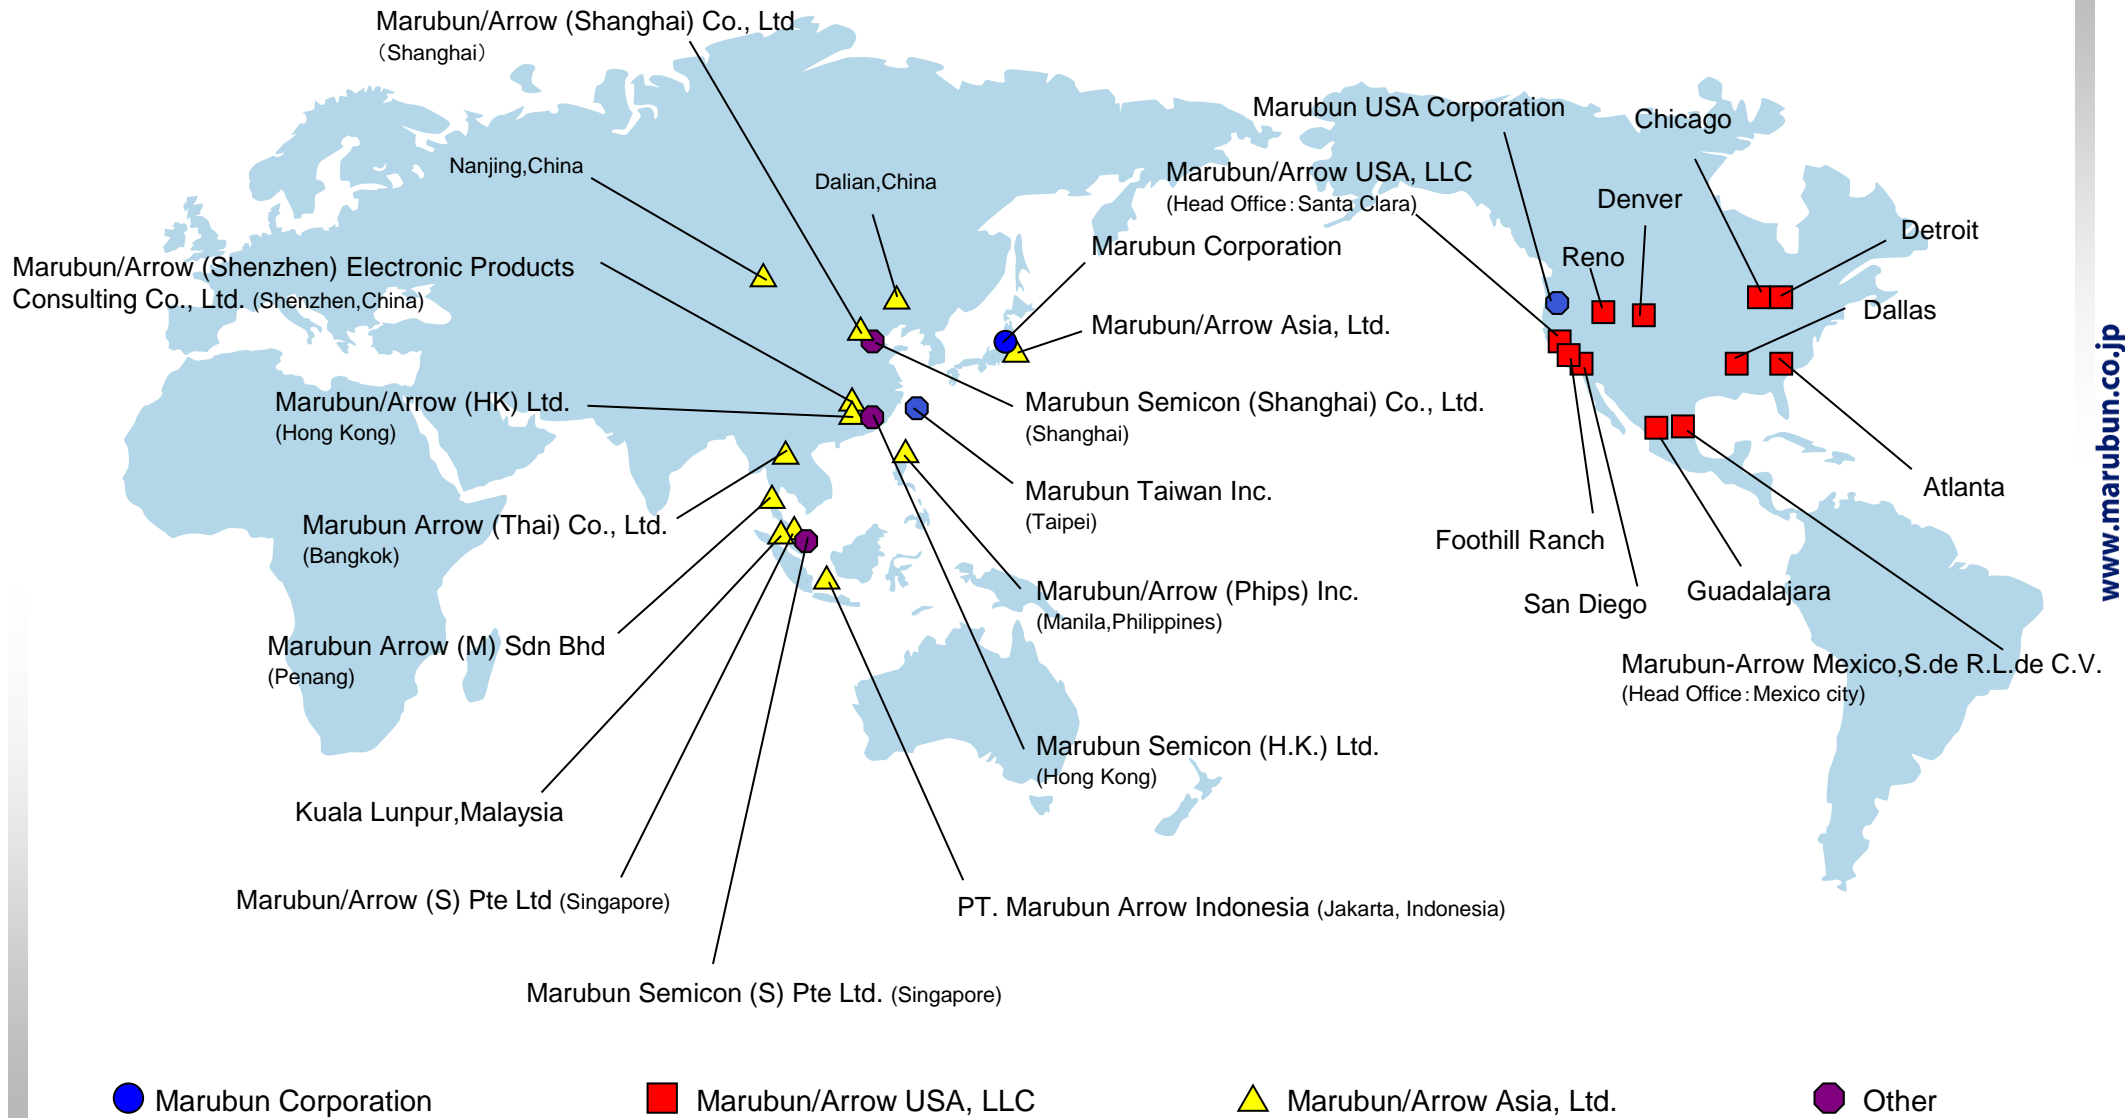 Marubun/Arrow (Shanghai) Co., Ltd
（Shanghai）
Marubun USA Corporation
Chicago
Nanjing,China
Dalian,China
Marubun/Arrow USA, LLC
(Head Office：Santa Clara)
Denver
Detroit
Marubun Corporation
Reno
Marubun/Arrow (Shenzhen) Electronic Products
Consulting Co., Ltd. (Shenzhen,China)
Marubun/Arrow Asia, Ltd.
Dallas
Marubun/Arrow (HK) Ltd.
(Hong Kong)
Marubun Semicon (Shanghai) Co., Ltd.
(Shanghai)
Marubun Taiwan Inc.
(Taipei)
Atlanta
Marubun Arrow (Thai) Co., Ltd.
(Bangkok)
Foothill Ranch
Marubun/Arrow (Phips) Inc.
(Manila,Philippines)
San Diego
Guadalajara
Marubun Arrow (M) Sdn Bhd
(Penang)
Marubun-Arrow Mexico,S.de R.L.de C.V.
(Head Office：Mexico city)
Marubun Semicon (H.K.) Ltd.
(Hong Kong)
Kuala Lunpur,Malaysia
Marubun/Arrow (S) Pte Ltd (Singapore)
PT. Marubun Arrow Indonesia (Jakarta, Indonesia)
Marubun Semicon (S) Pte Ltd. (Singapore)
Marubun Corporation
Marubun/Arrow USA, LLC
Marubun/Arrow Asia, Ltd.
Other
www.marubun.co.jp